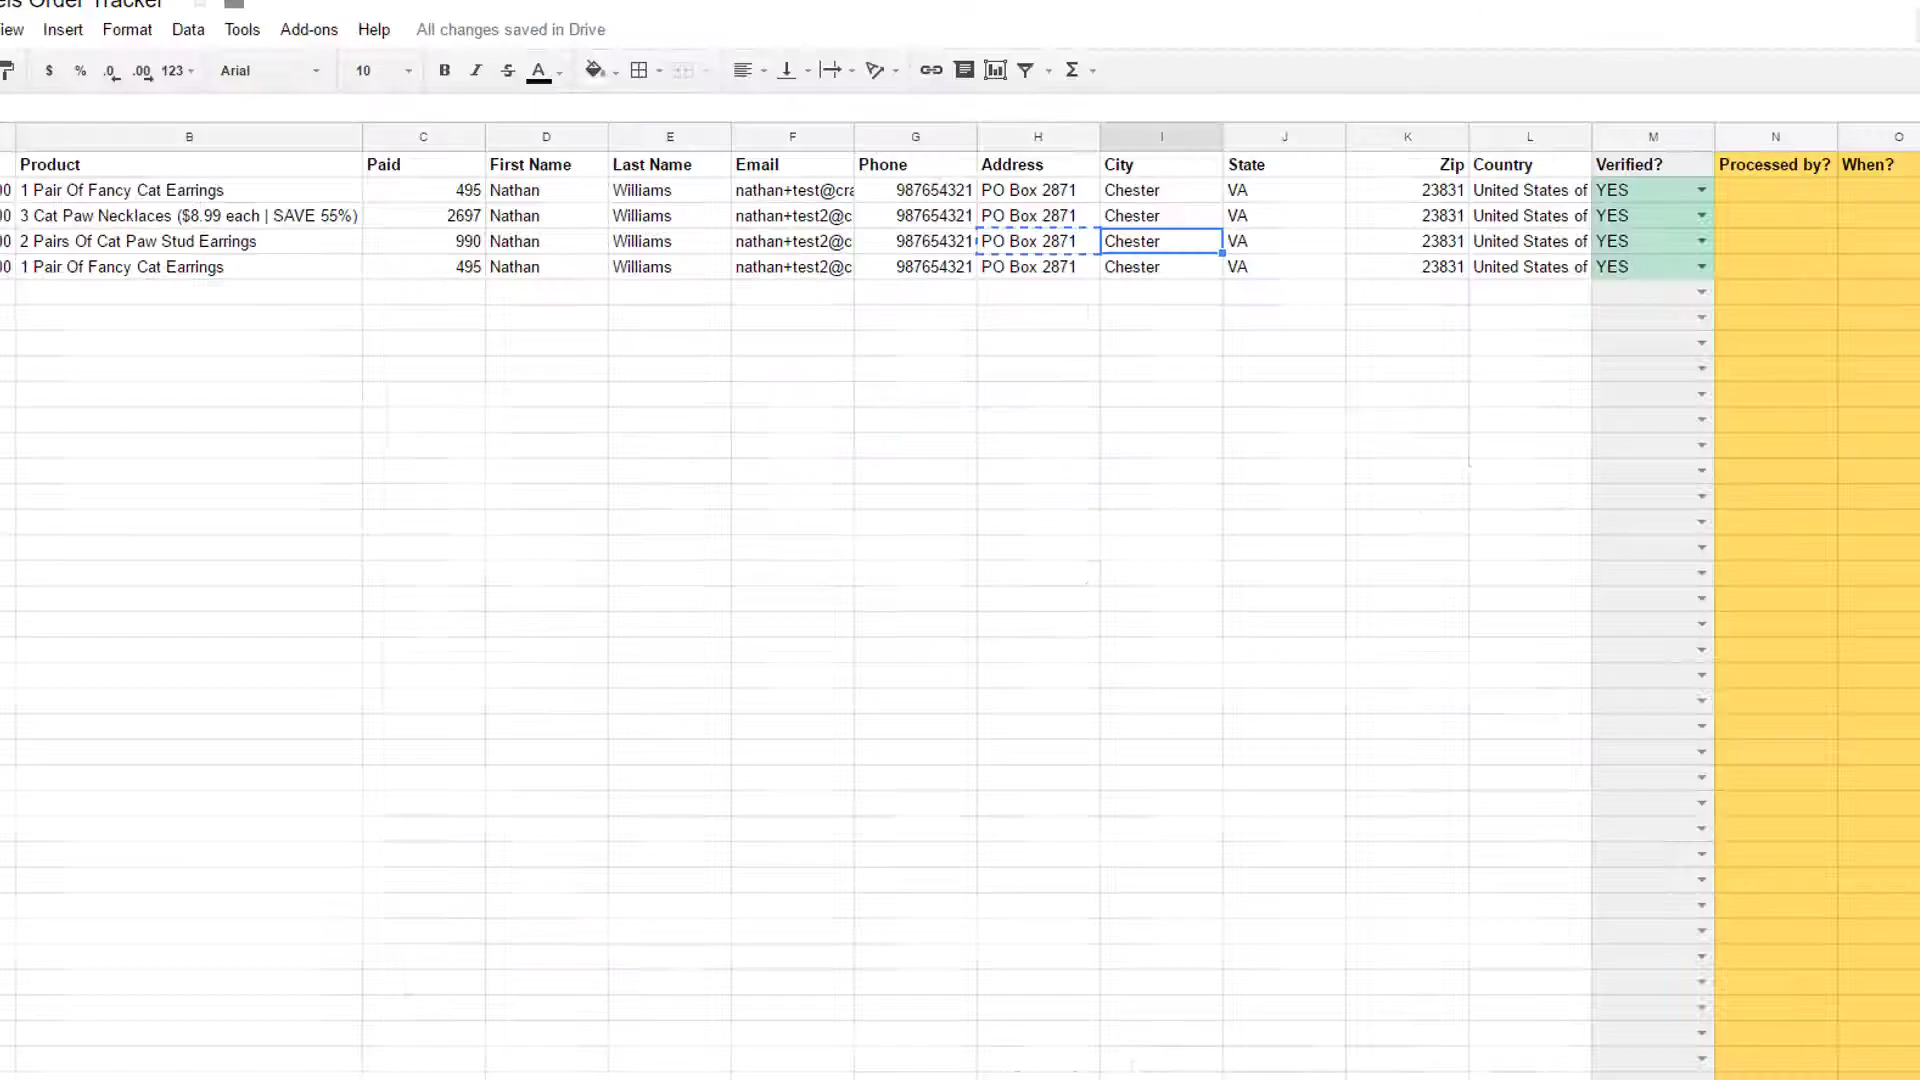 Order Tracker
Insert Format Data Tools Add-ons Help All changes saved in Drive
$ % .0 .00 123 Arial 10 B I S A Σ
B C D E F G H I J K L M N O
Product Paid First Name Last Name Email Phone Address City State Zip Country Verified? Processed by? When?
1 Pair Of Fancy Cat Earrings 495 Nathan Williams nathan+test@cra 987654321 PO Box 2871 Chester VA 23831 United States of YES
3 Cat Paw Necklaces ($8.99 each | SAVE 55%) 2697 Nathan Williams nathan+test2@c 987654321 PO Box 2871 Chester VA 23831 United States of YES
2 Pairs Of Cat Paw Stud Earrings 990 Nathan Williams nathan+test2@c 987654321 PO Box 2871 Chester VA 23831 United States of YES
1 Pair Of Fancy Cat Earrings 495 Nathan Williams nathan+test2@c 987654321 PO Box 2871 Chester VA 23831 United States of YES